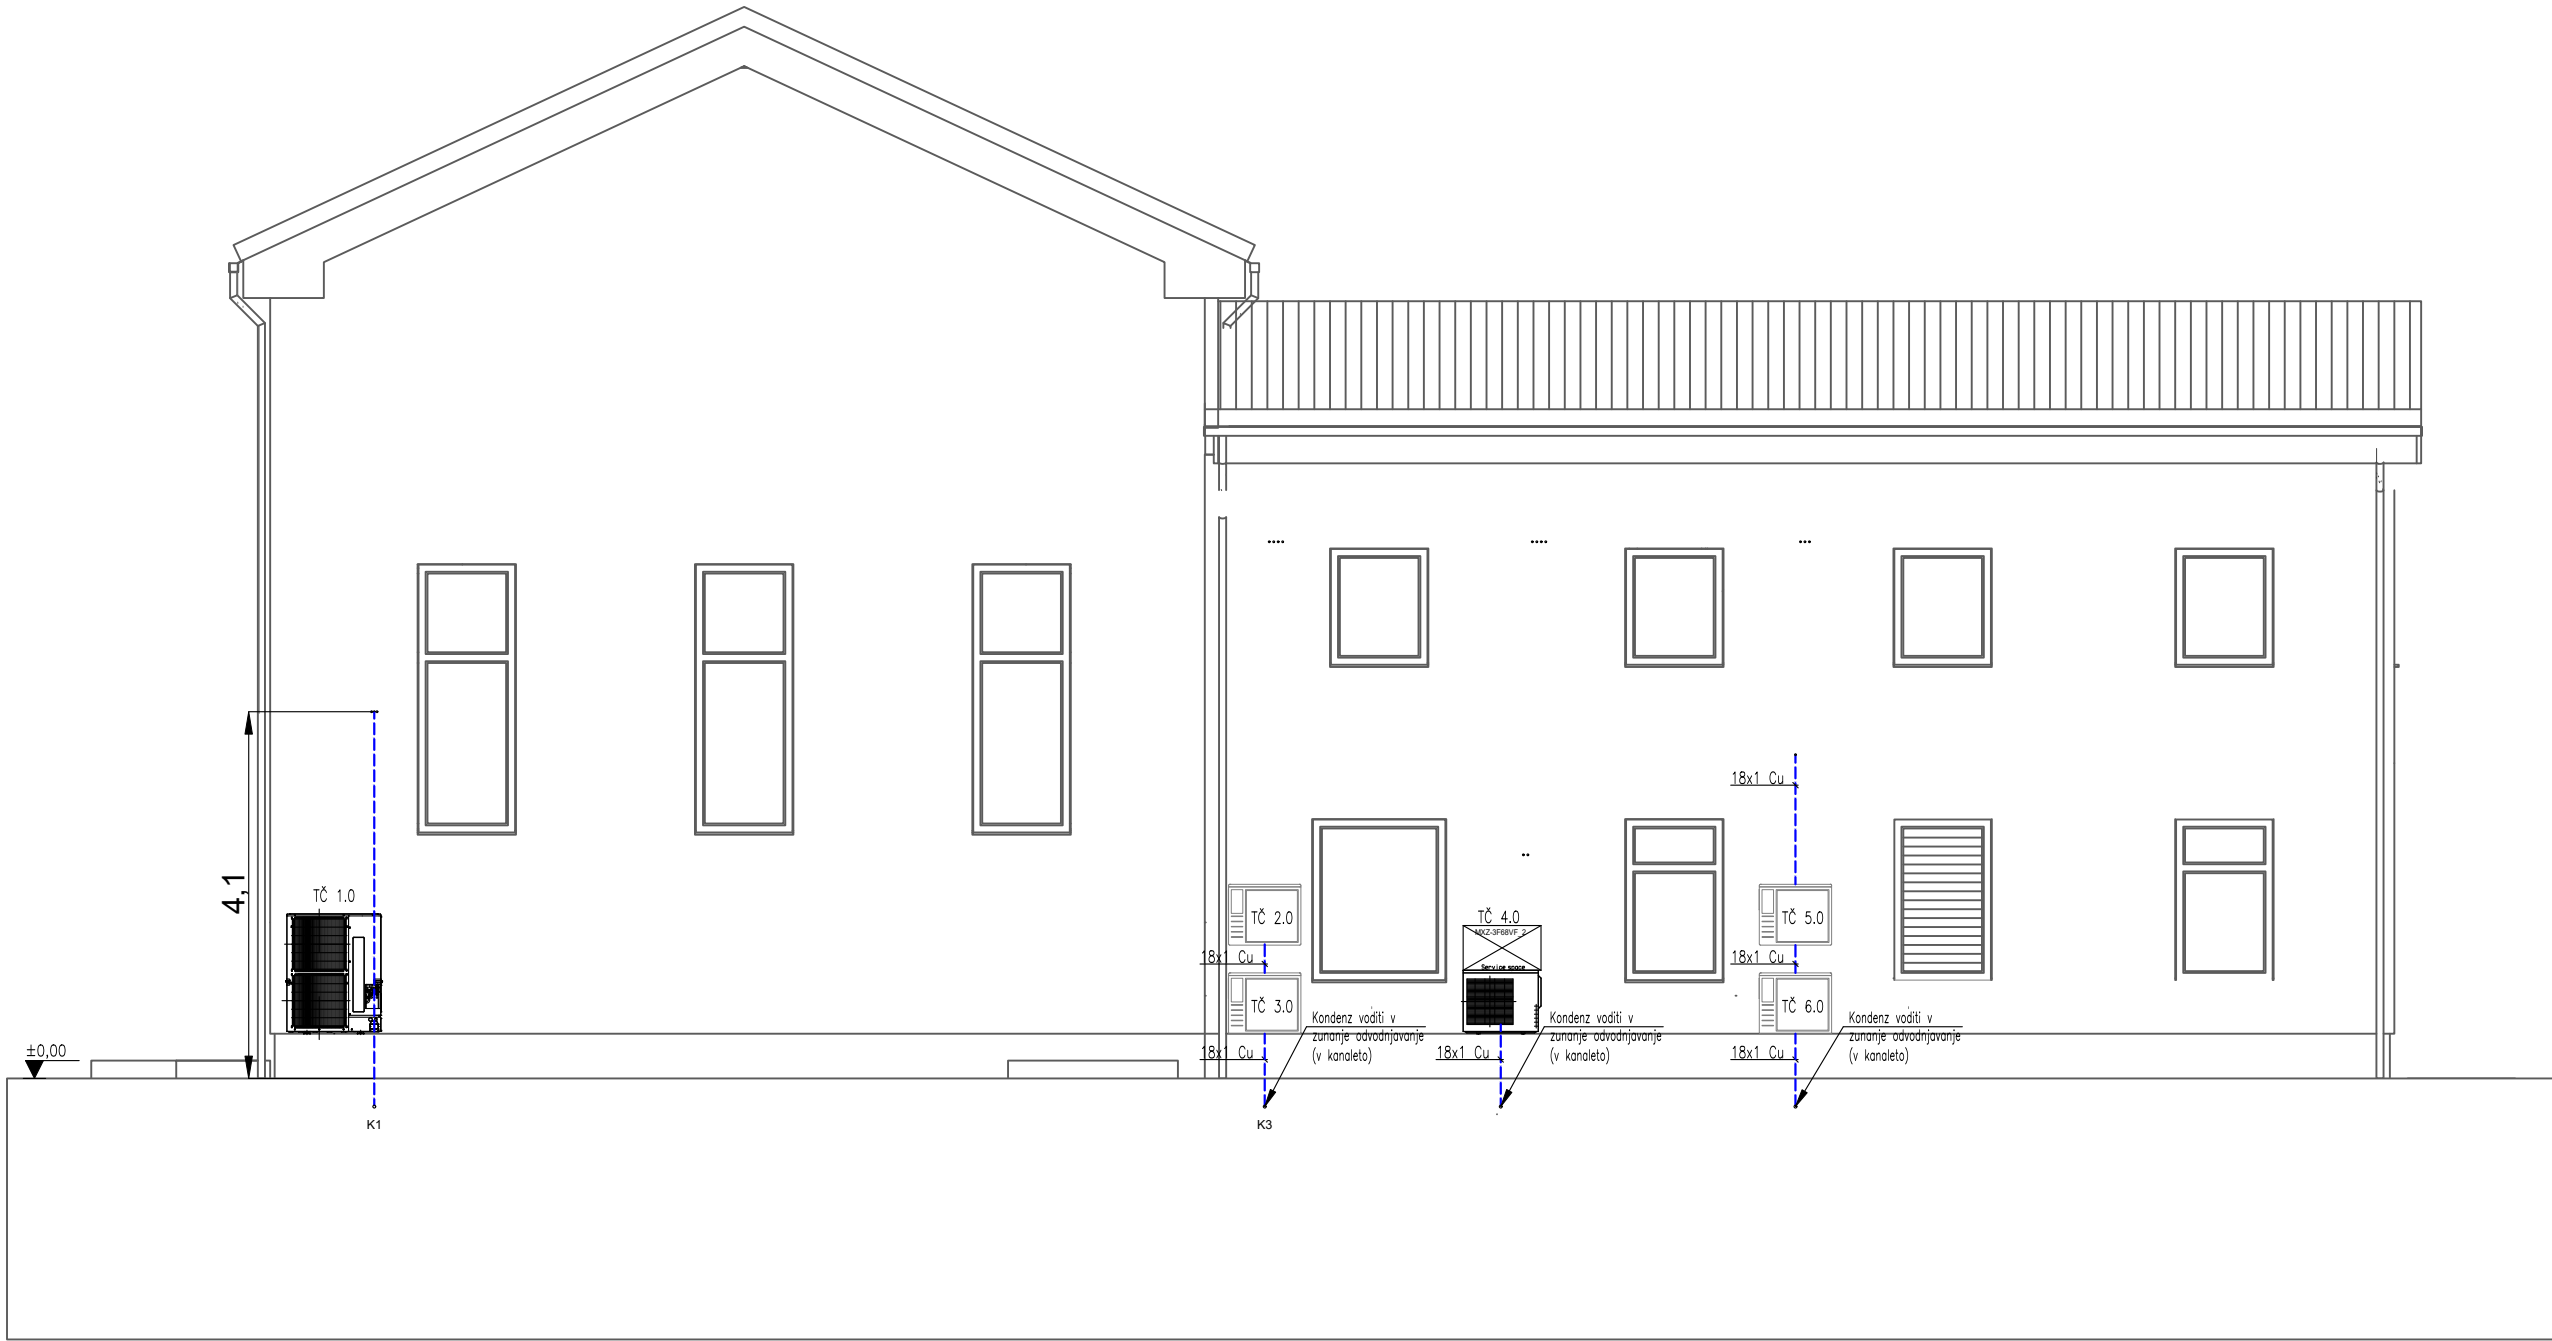 18x1 Cu
4,1
TČ 1.0
TČ 2.0
TČ 4.0
MXZ-3F68VF_2
TČ 5.0
18x1 Cu
Service space
18x1 Cu
TČ 3.0
TČ 6.0
Kondenz voditi v
zunanje odvodnjavanje
(v kanaleto)
Kondenz voditi v
zunanje odvodnjavanje
(v kanaleto)
Kondenz voditi v
zunanje odvodnjavanje
(v kanaleto)
±0,00
18x1 Cu
18x1 Cu
18x1 Cu
K1
K3